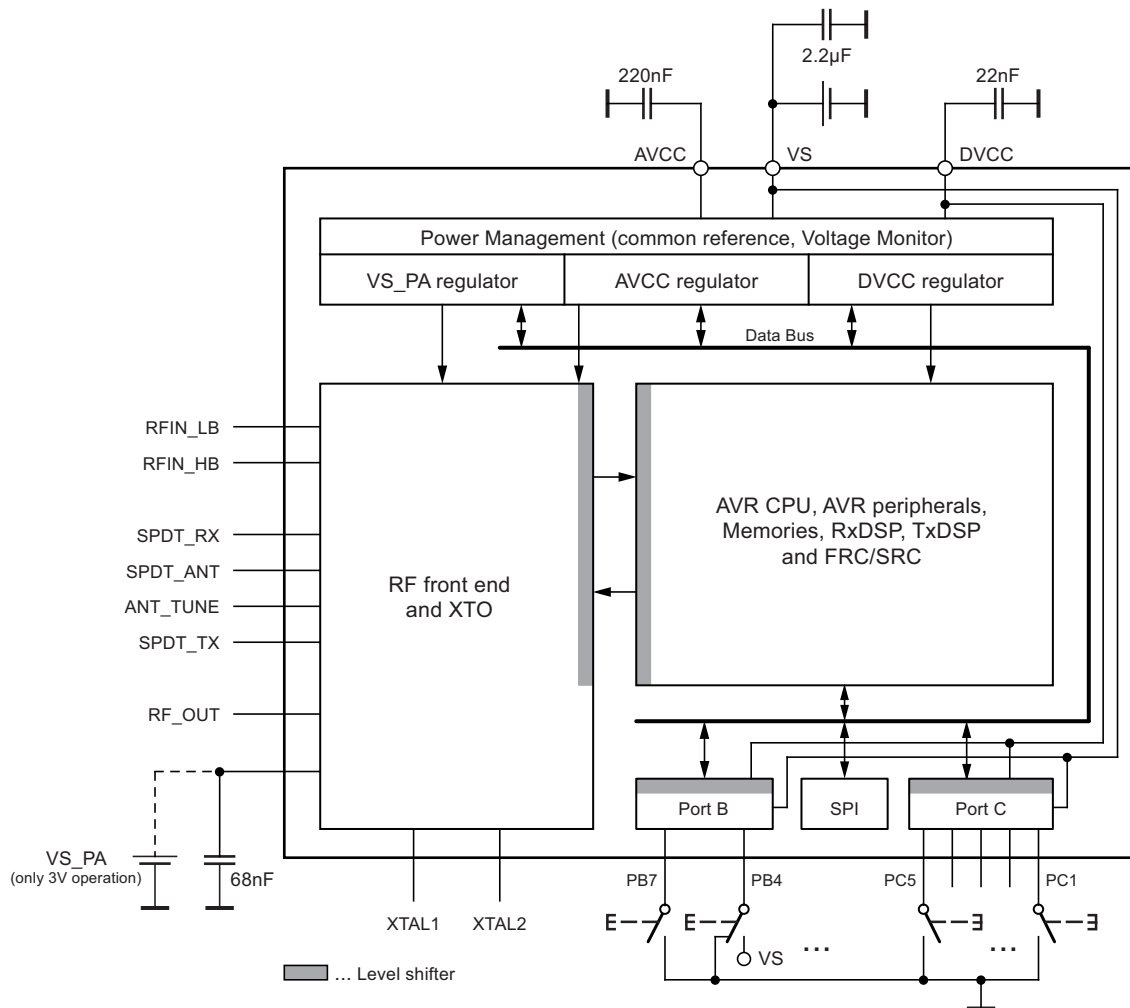 2.2µF
220nF
22nF
AVCC
VS
DVCC
Power Management (common reference, Voltage Monitor)
VS_PA regulator
AVCC regulator
DVCC regulator
Data Bus
RFIN_LB
RFIN_HB
SPDT_RX
SPDT_ANT
ANT_TUNE
SPDT_TX
RF_OUT
RF front end
and XTO
AVR CPU, AVR peripherals,
Memories, RxDSP, TxDSP
and FRC/SRC
Port B
SPI
Port C
VS_PA
(only 3V operation)
68nF
XTAL1
XTAL2
PB7
PB4
PC5
PC1
VS
...
...
... Level shifter